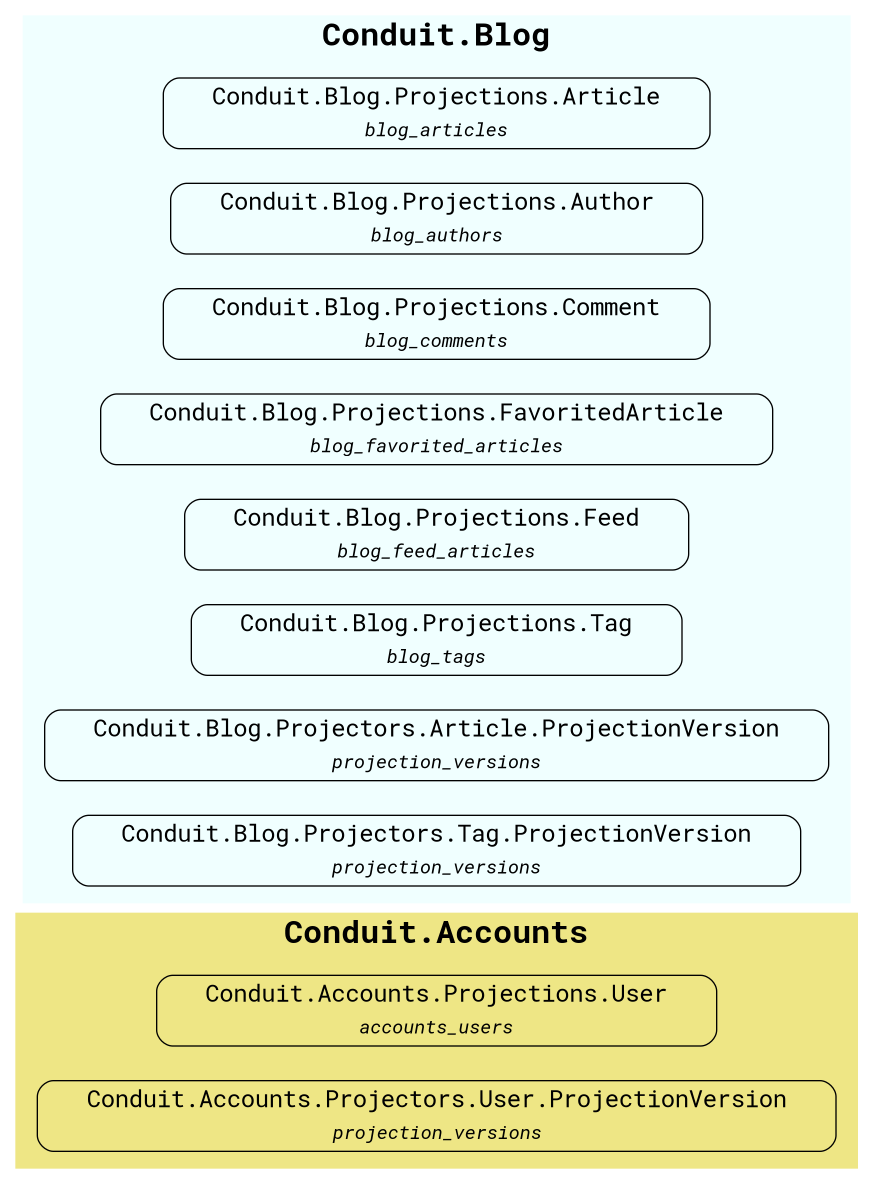 Conduit.Blog
Conduit.Blog.Projections.Article
blog_articles
Conduit.Blog.Projections.Author
blog_authors
Conduit.Blog.Projections.Comment
blog_comments
Conduit.Blog.Projections.FavoritedArticle
blog_favorited_articles
Conduit.Blog.Projections.Feed
blog_feed_articles
Conduit.Blog.Projections.Tag
blog_tags
Conduit.Blog.Projectors.Article.ProjectionVersion
projection_versions
Conduit.Blog.Projectors.Tag.ProjectionVersion
projection_versions
Conduit.Accounts
Conduit.Accounts.Projections.User
accounts_users
Conduit.Accounts.Projectors.User.ProjectionVersion
projection_versions